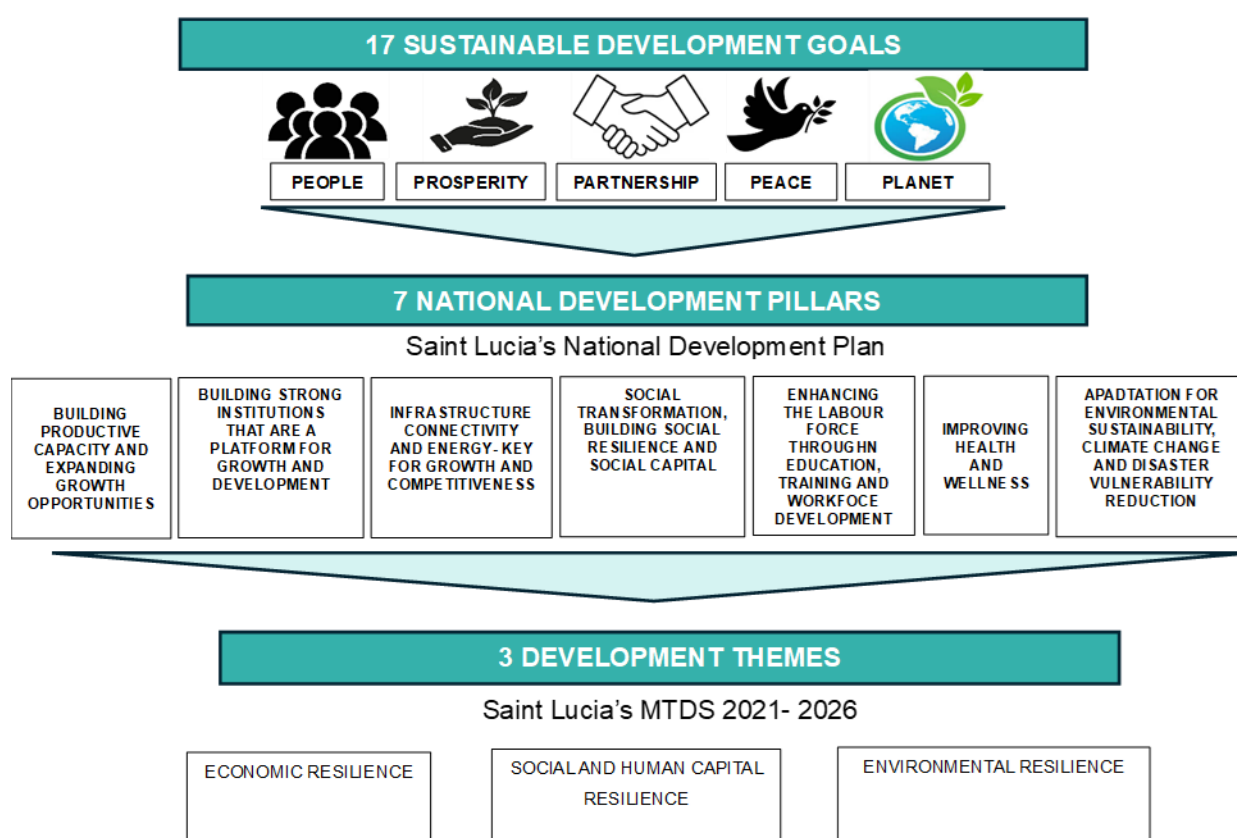 17 SUSTAINABLE DEVELOPMENT GOALS
PEOPLE
PROSPERITY
PARTNERSHIP
PEACE
PLANET
7 NATIONAL DEVELOPMENT PILLARS
Saint Lucia's National Development Plan
BUILDING
PRODUCTIVE
CAPACITY AND
EXPANDING
GROWTH
OPPORTUNITIES
BUILDING STRONG
INSTITUTIONS
THAT ARE A
PLATFORM FOR
GROWTH AND
DEVELOPMENT
INFRASTRUCTURE
CONNECTIVITY
AND ENERGY- KEY
FOR GROWTH AND
COMPETITIVENESS
SOCIAL
TRANSFORMATION,
BUILDING SOCIAL
RESILIENCE AND
SOCIAL CAPITAL
ENHANCING
THE LABOUR
FORCE
THROUGHN
EDUCATION,
TRAINING AND
WORKFOCE
DEVELOPMENT
IMPROVING
HEALTH
AND
WELLNESS
APADTATION FOR
ENVIRONMENTAL
SUSTAINABILITY,
CLIMATE CHANGE
AND DISASTER
VULNERABILITY
REDUCTION
3 DEVELOPMENT THEMES
Saint Lucia's MTDS 2021- 2026
ECONOMIC RESILIENCE
SOCIAL AND HUMAN CAPITAL
RESILIENCE
ENVIRONMENTAL RESILIENCE